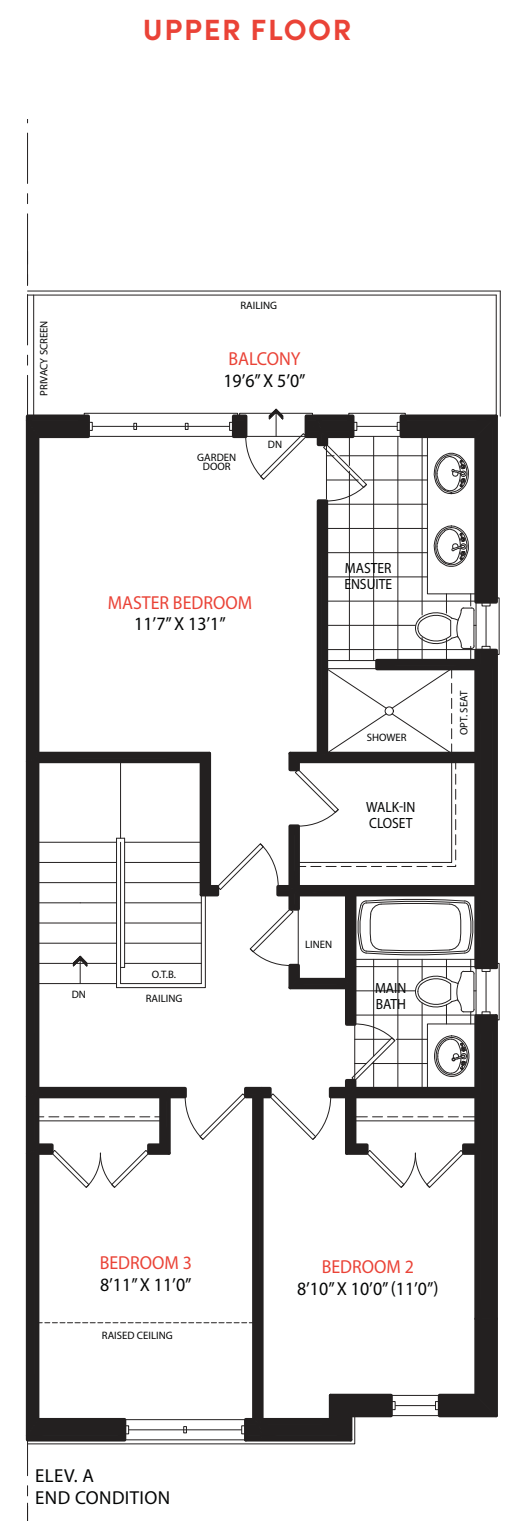 UPPER FLOOR
RAILING
PRIVACY SCREEN
BALCONY
19'6" X 5'0"
DN
GARDEN
DOOR
MASTER
ENSUITE
MASTER BEDROOM
11'7" X 13'1"
OPT. SEAT
SHOWER
WALK-IN
CLOSET
LINEN
O.T.B.
DN
RAILING
MAIN
BATH
BEDROOM 3
8'11" X 11'0"
BEDROOM 2
8'10" X 10'0" (11'0")
RAISED CEILING
ELEV. A
END CONDITION